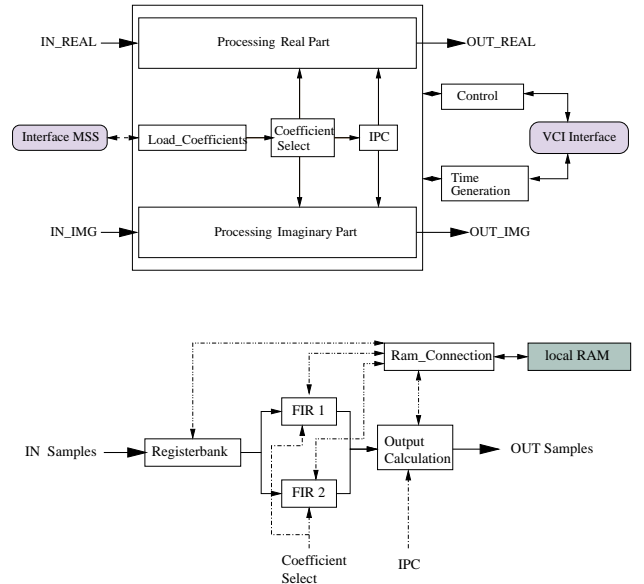 IN_REAL
Processing Real Part
OUT_REAL
Control
Interface MSS
Load_Coefficients
Coefficient
Select
IPC
VCI Interface
Time
Generation
IN_IMG
Processing Imaginary Part
OUT_IMG
Ram_Connection
local RAM
FIR 1
IN Samples
Registerbank
Output
Calculation
OUT Samples
FIR 2
Coefficient
Select
IPC